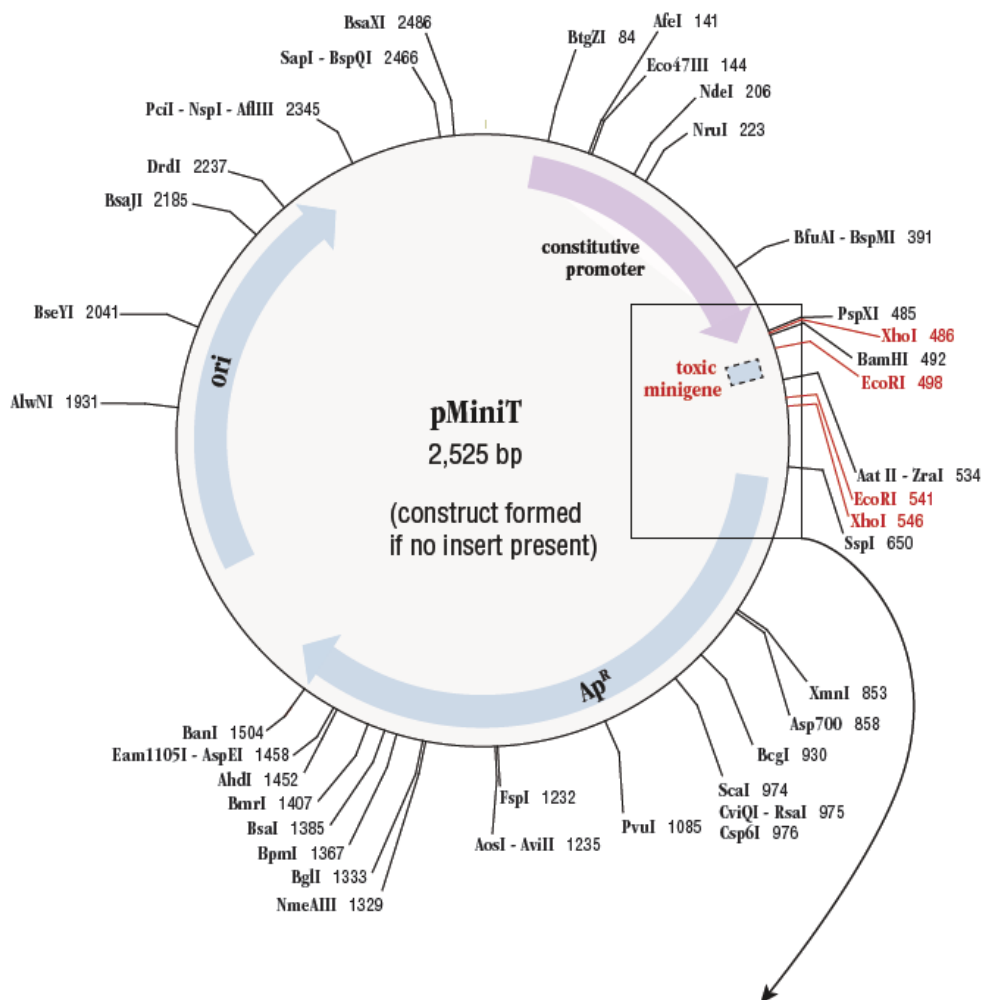 BsaXI 2486
SapI - BspQI 2466
PciI - NspI - AflIII 2345
DrdI 2237
BsaJI 2185
BseYI 2041
AlwNI 1931
BtgZI 84
AfeI 141
Eco47III 144
NdeI 206
NruI 223
BfuAI - BspMI 391
PspXI 485
XhoI 486
BamHI 492
EcoRI 498
Aat II - ZraI 534
EcoRI 541
XhoI 546
SspI 650
constitutive
promoter
toxic
minigene
ori
pMiniT
2,525 bp
(construct formed
if no insert present)
ApR
XmnI 853
Asp700 858
BcgI 930
ScaI 974
CviQI - RsaI 975
Csp6I 976
PvuI 1085
FspI 1232
AosI - AviII 1235
BanI 1504
Eam1105I - AspEI 1458
AhdI 1452
BmrI 1407
BsaI 1385
BpmI 1367
BglI 1333
NmeAIII 1329